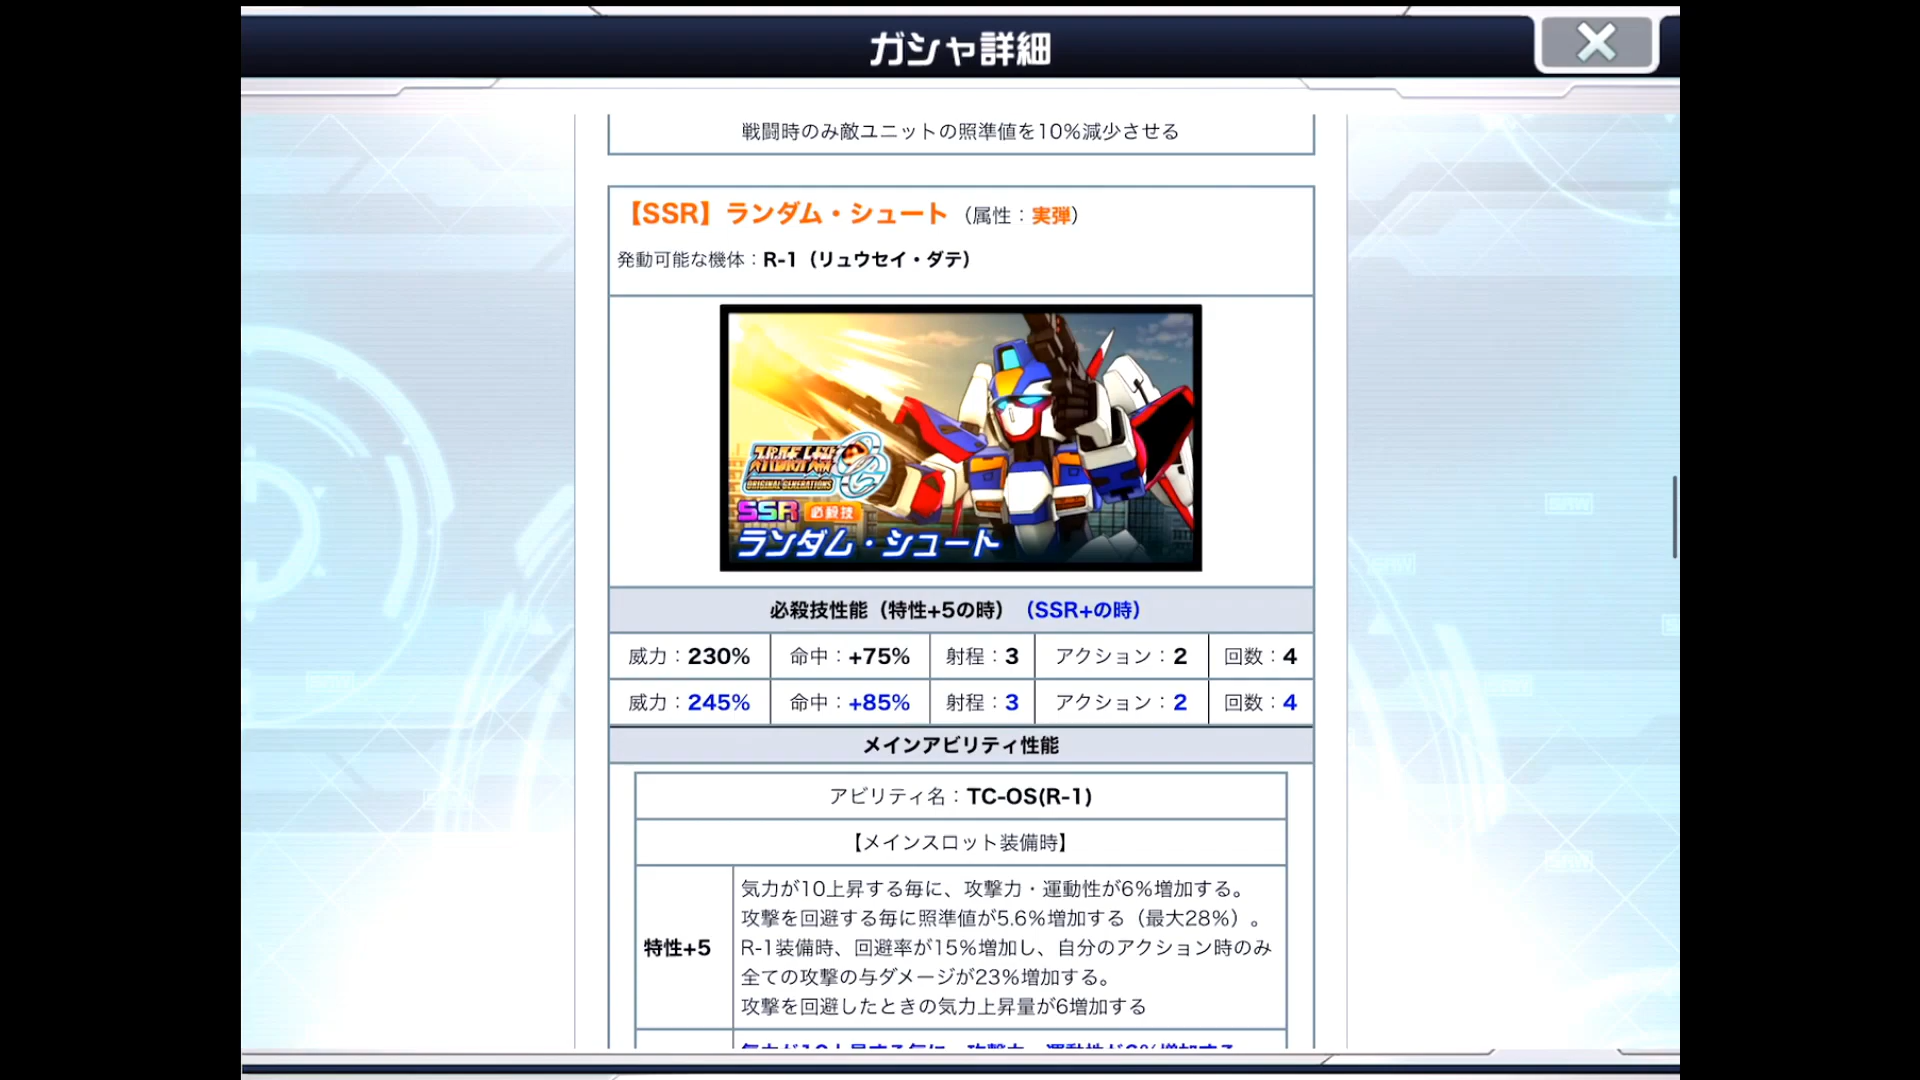 ガシャ詳細
戦闘時のみ敵ユニットの照準値を10%減少させる
【SSR】ランダム・シュート（属性：実弾）
発動可能な機体：R-1（リュウセイ・ダテ）
ORIGINAL GENERATIONS
SSR 必殺技
ランダム・シュート
必殺技性能（特性+5の時）（SSR+の時）
威力：230% 命中：+75% 射程：3 アクション：2 回数：4
威力：245% 命中：+85% 射程：3 アクション：2 回数：4
メインアビリティ性能
アビリティ名：TC-OS(R-1)
【メインスロット装備時】
特性+5
気力が10上昇する毎に、攻撃力・運動性が6%増加する。
攻撃を回避する毎に照準値が5.6%増加する（最大28%）。
R-1装備時、回避率が15%増加し、自分のアクション時のみ
全ての攻撃の与ダメージが23%増加する。
攻撃を回避したときの気力上昇量が6増加する